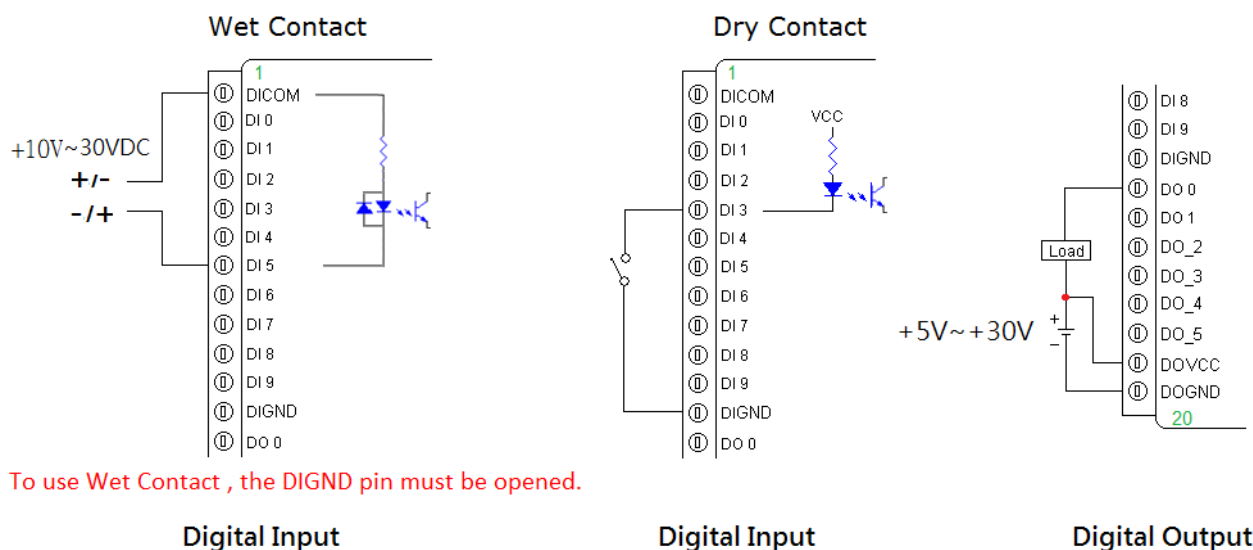 Wet Contact
1
DICOM
DI 0
DI 1
DI 2
DI 3
DI 4
DI 5
DI 6
DI 7
DI 8
DI 9
DIGND
DO 0
+10V~30VDC
+/-
-/+
To use Wet Contact , the DIGND pin must be opened.
Digital Input
Dry Contact
1
DICOM
DI 0
DI 1
DI 2
DI 3
DI 4
DI 5
DI 6
DI 7
DI 8
DI 9
DIGND
DO 0
VCC
Digital Input
DI 8
DI 9
DIGND
DO 0
DO 1
DO_2
DO_3
DO_4
DO_5
DOVCC
DOGND
20
Load
+5V~+30V
+
–
Digital Output